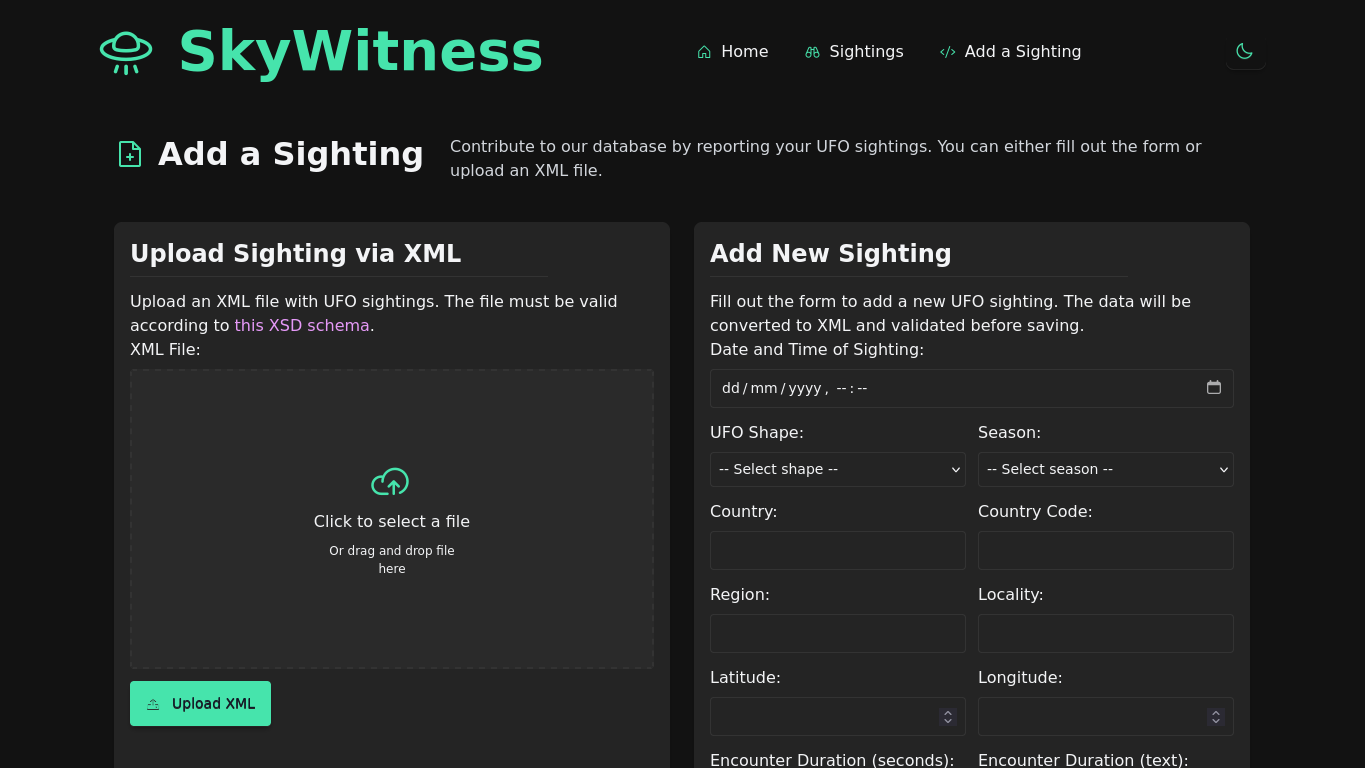 SkyWitness
Home
Sightings
Add a Sighting
Add a Sighting
Contribute to our database by reporting your UFO sightings. You can either fill out the form or
upload an XML file.
Upload Sighting via XML
Upload an XML file with UFO sightings. The file must be valid
according to this XSD schema.
XML File:
Click to select a file
Or drag and drop file
here
Upload XML
Add New Sighting
Fill out the form to add a new UFO sighting. The data will be
converted to XML and validated before saving.
Date and Time of Sighting:
dd/mm/yyyy, --:--
UFO Shape:
Season:
-- Select shape --
-- Select season --
Country:
Country Code:
Region:
Locality:
Latitude:
Longitude:
Encounter Duration (seconds):
Encounter Duration (text):